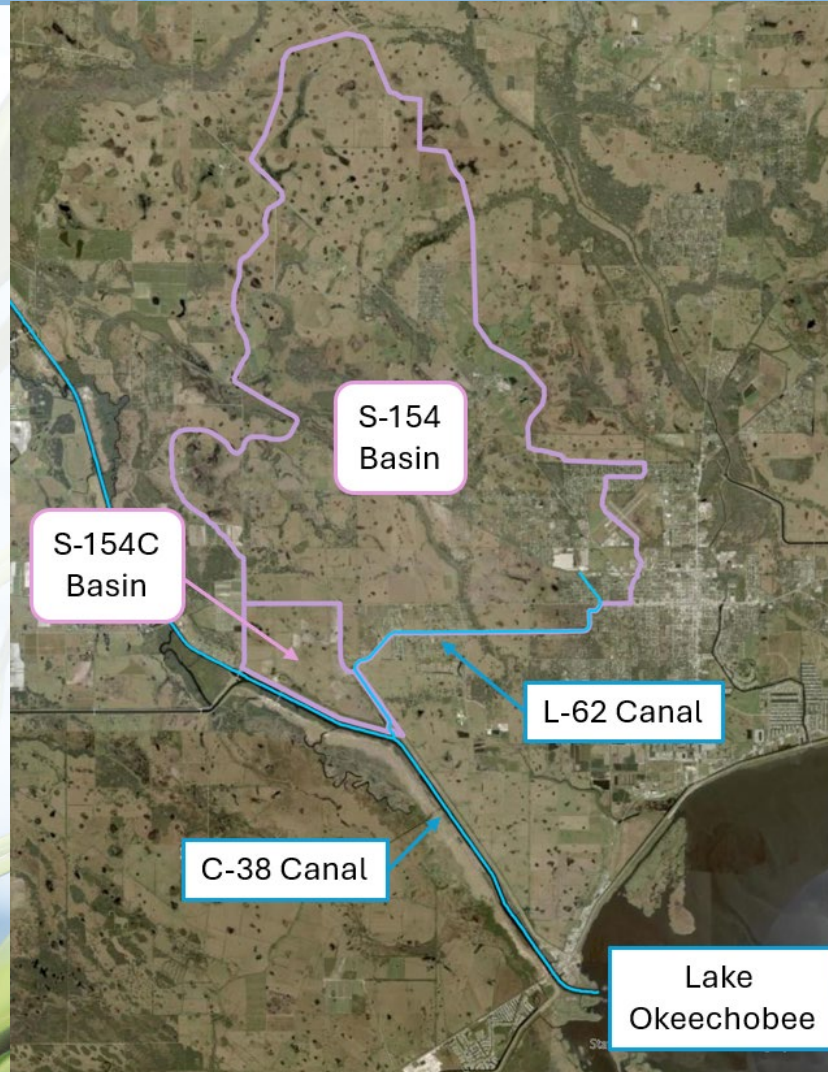 S-154
Basin
S-154C
Basin
L-62 Canal
C-38 Canal
Lake
Okeechobee